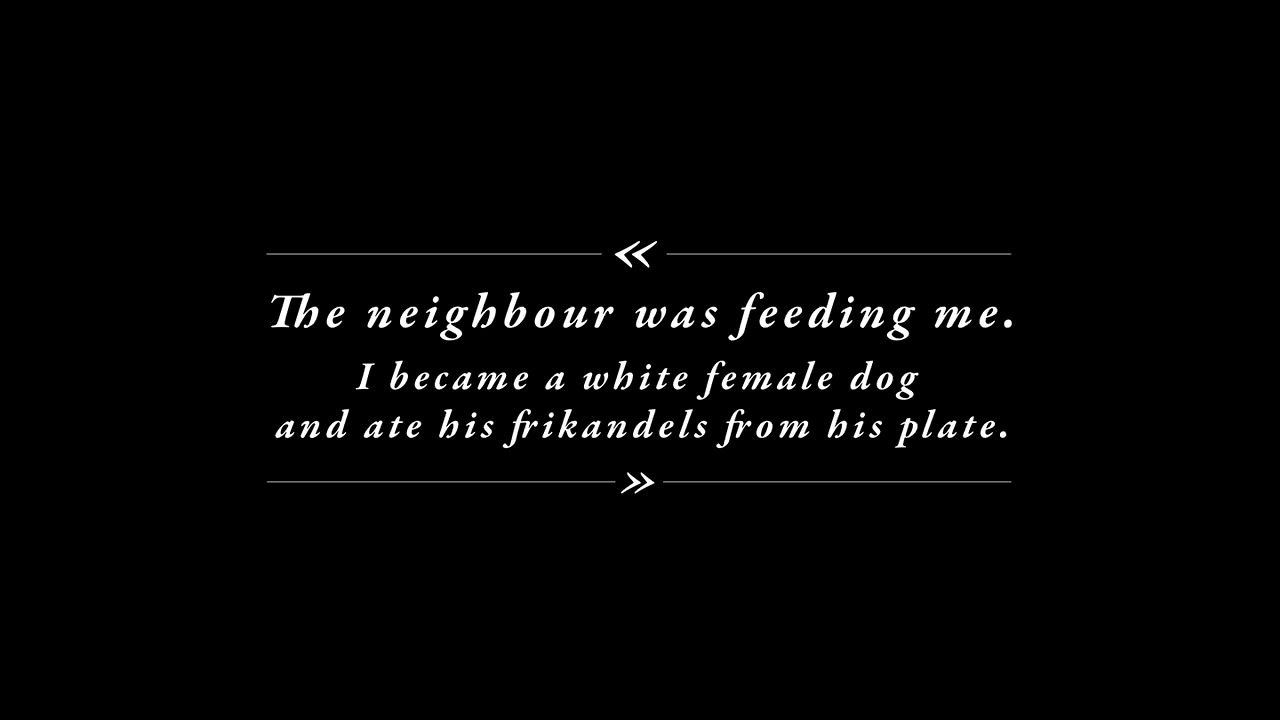 «
The neighbour was feeding me.
I became a white female dog
and ate his frikandels from his plate.
»